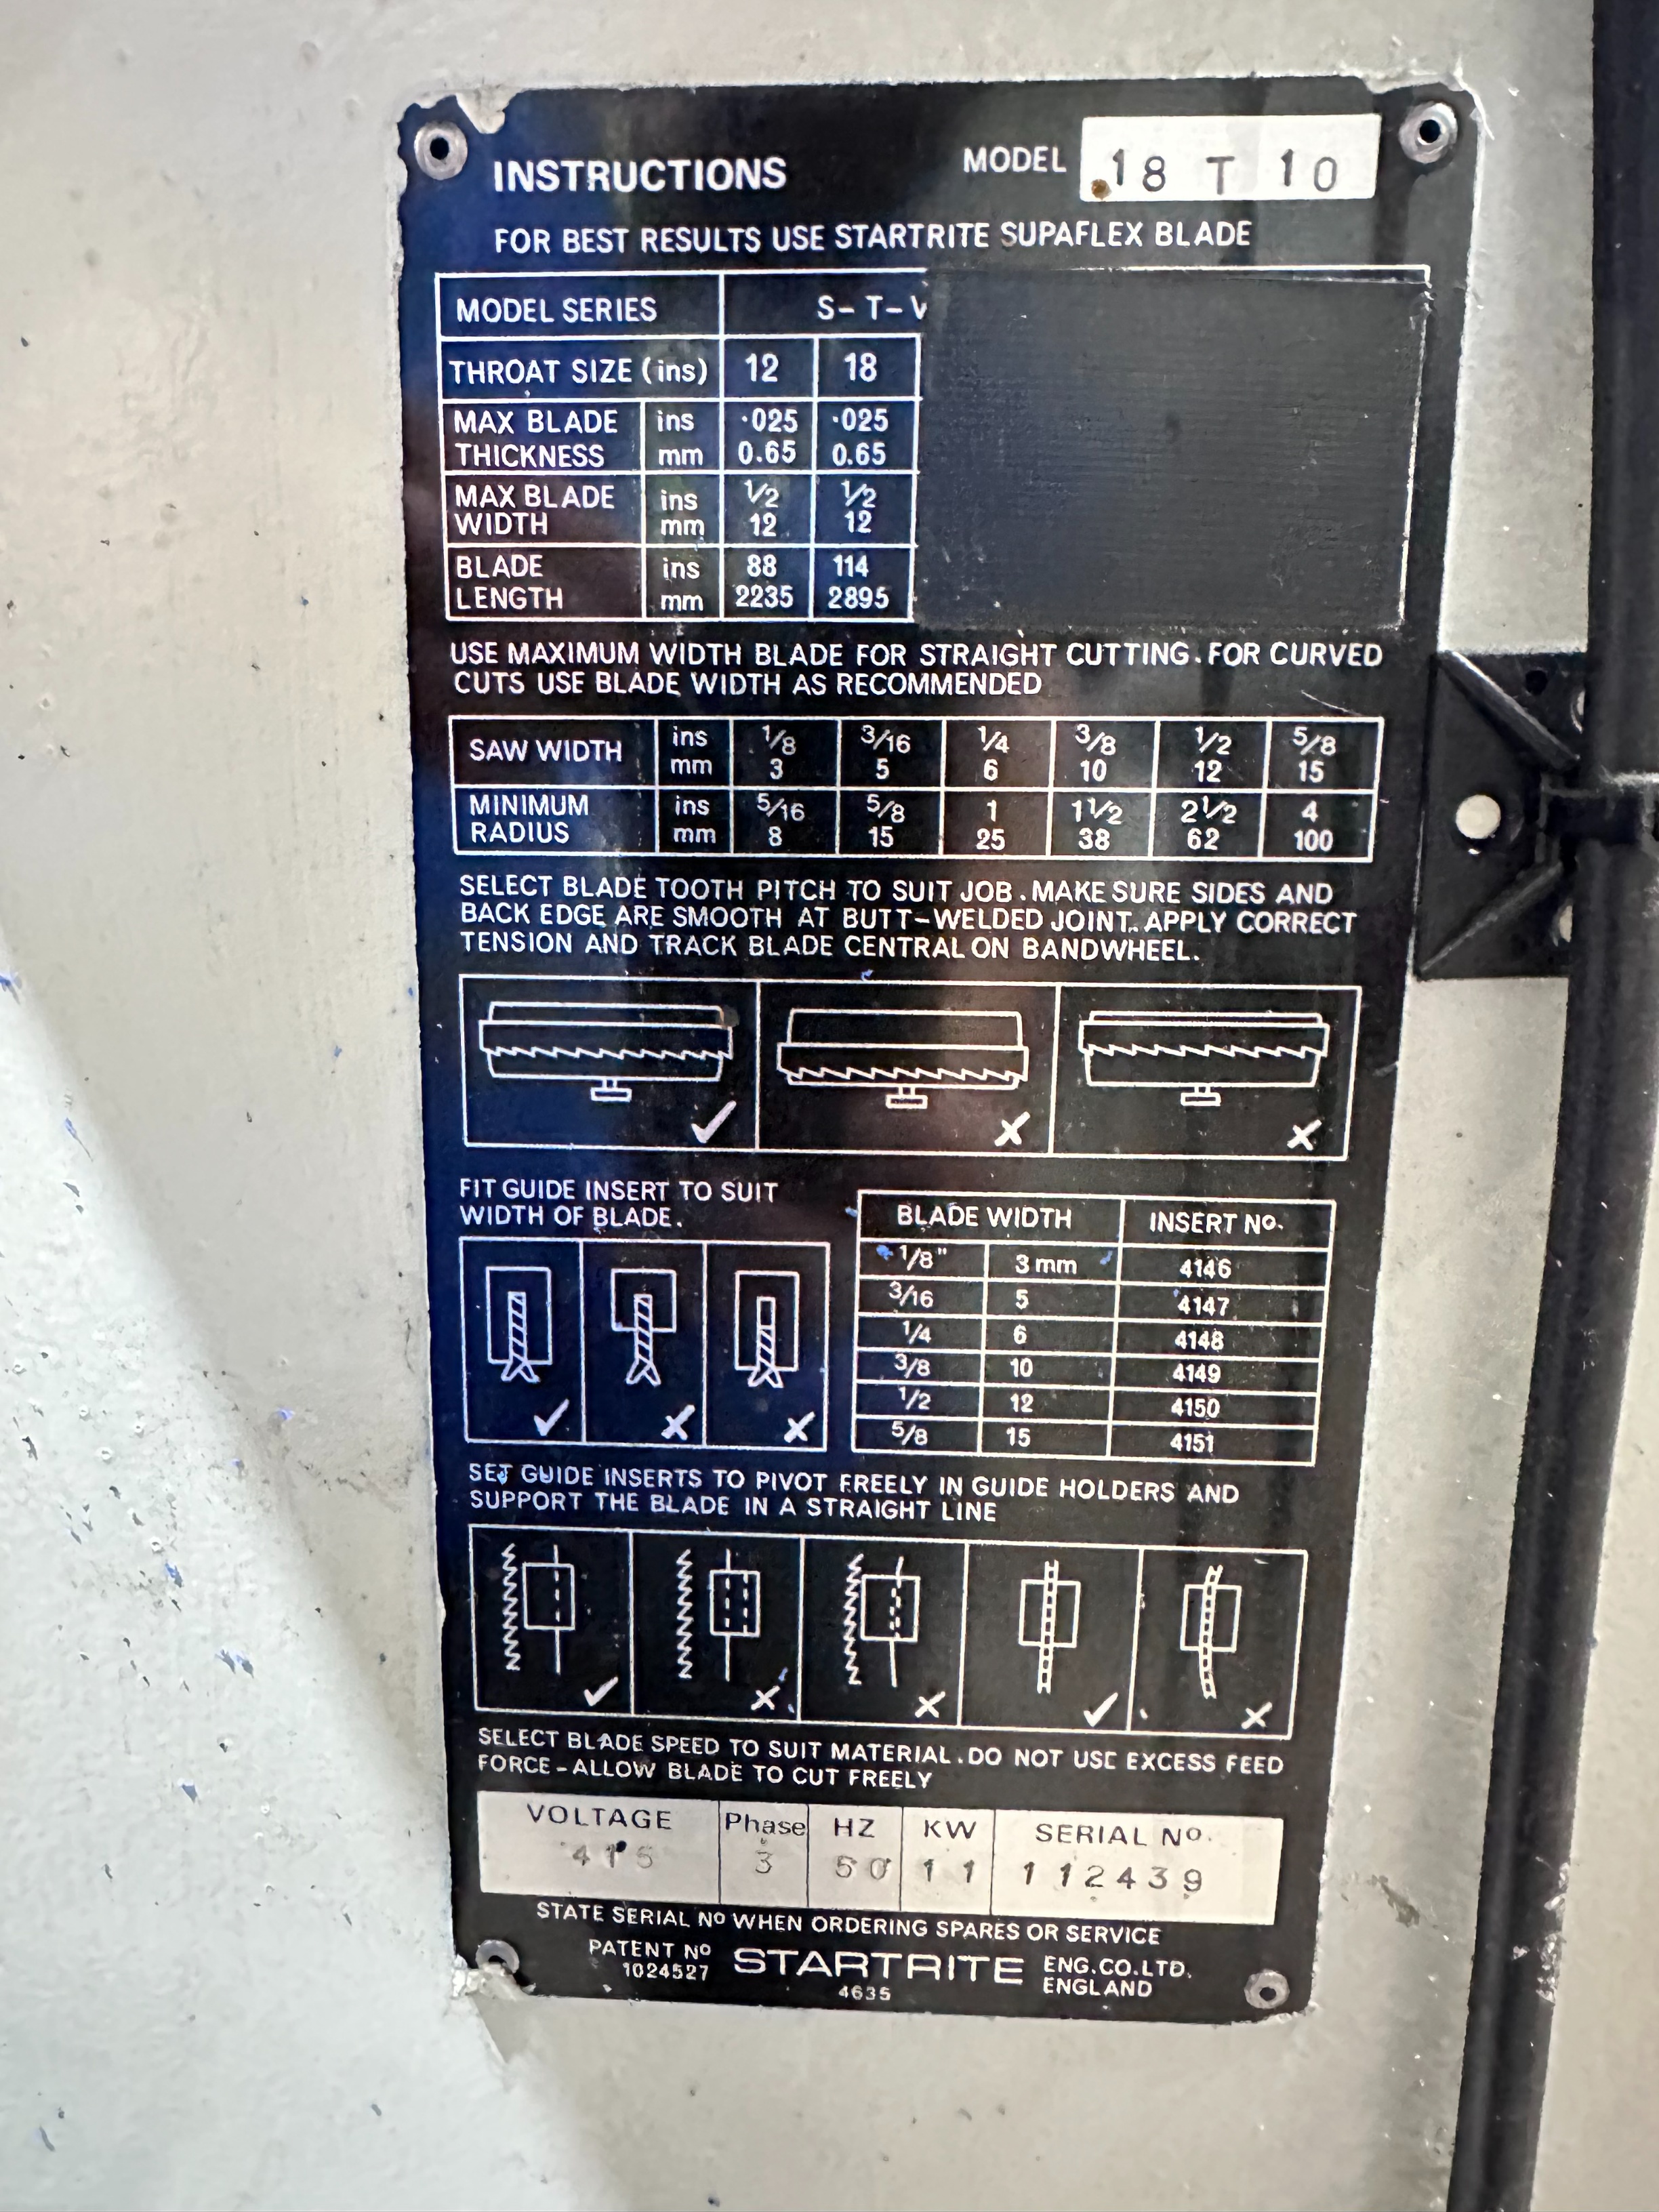 INSTRUCTIONS MODEL 18 T 10
FOR BEST RESULTS USE STARTRITE SUPAFLEX BLADE
MODEL SERIES S- T- V
THROAT SIZE (ins) 12 18
MAX BLADE THICKNESS ins ·025 ·025
mm 0.65 0.65
MAX BLADE WIDTH ins 1/2 1/2
mm 12 12
BLADE LENGTH ins 88 114
mm 2235 2895
USE MAXIMUM WIDTH BLADE FOR STRAIGHT CUTTING. FOR CURVED
CUTS USE BLADE WIDTH AS RECOMMENDED
SAW WIDTH ins 1/8 3/16 1/4 3/8 1/2 5/8
mm 3 5 6 10 12 15
MINIMUM RADIUS ins 5/16 5/8 1 1 1/2 2 1/2 4
mm 8 15 25 38 62 100
SELECT BLADE TOOTH PITCH TO SUIT JOB. MAKE SURE SIDES AND
BACK EDGE ARE SMOOTH AT BUTT-WELDED JOINT. APPLY CORRECT
TENSION AND TRACK BLADE CENTRAL ON BANDWHEEL.
FIT GUIDE INSERT TO SUIT
WIDTH OF BLADE.
BLADE WIDTH INSERT No.
1/8" 3 mm 4146
3/16 5 4147
1/4 6 4148
3/8 10 4149
1/2 12 4150
5/8 15 4151
SET GUIDE INSERTS TO PIVOT FREELY IN GUIDE HOLDERS AND
SUPPORT THE BLADE IN A STRAIGHT LINE
SELECT BLADE SPEED TO SUIT MATERIAL. DO NOT USE EXCESS FEED
FORCE - ALLOW BLADE TO CUT FREELY
VOLTAGE Phase HZ KW SERIAL No.
415 3 50 1 1 112439
STATE SERIAL No WHEN ORDERING SPARES OR SERVICE
PATENT No 1024527 STARTRITE ENG. CO. LTD. ENGLAND
4635